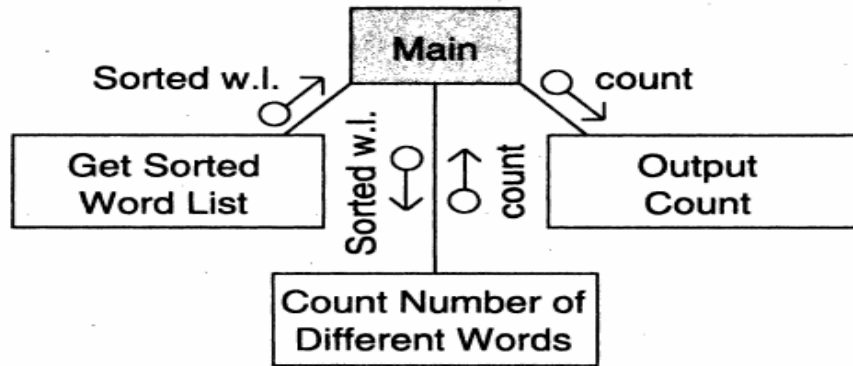 Main
Sorted w.l.
count
Get Sorted
Word List
Sorted w.l.
count
Output
Count
Count Number of
Different Words